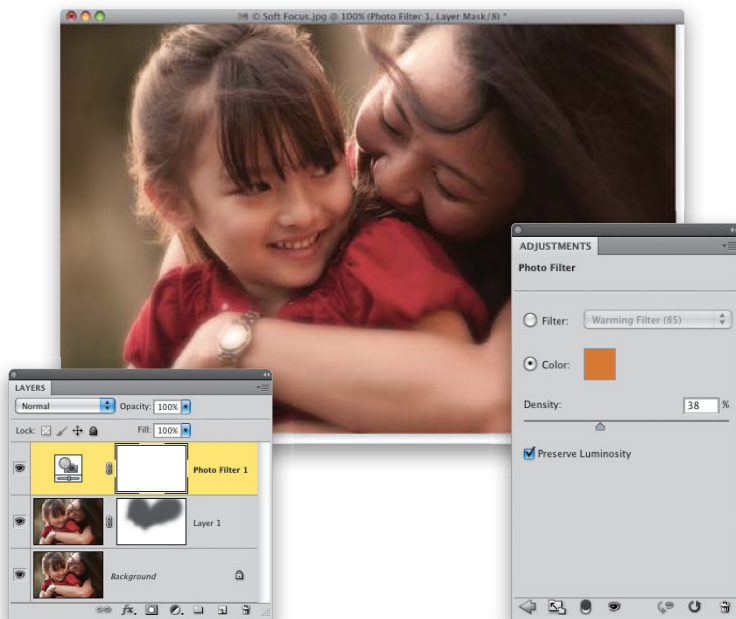 © Soft Focus.jpg @ 100% (Photo Filter 1, Layer Mask/8) *
ADJUSTMENTS
Photo Filter
Filter: Warming Filter (85)
Color:
Density: 38 %
Preserve Luminosity
LAYERS
Normal Opacity: 100%
Lock: Fill: 100%
Photo Filter 1
Layer 1
Background
fx.